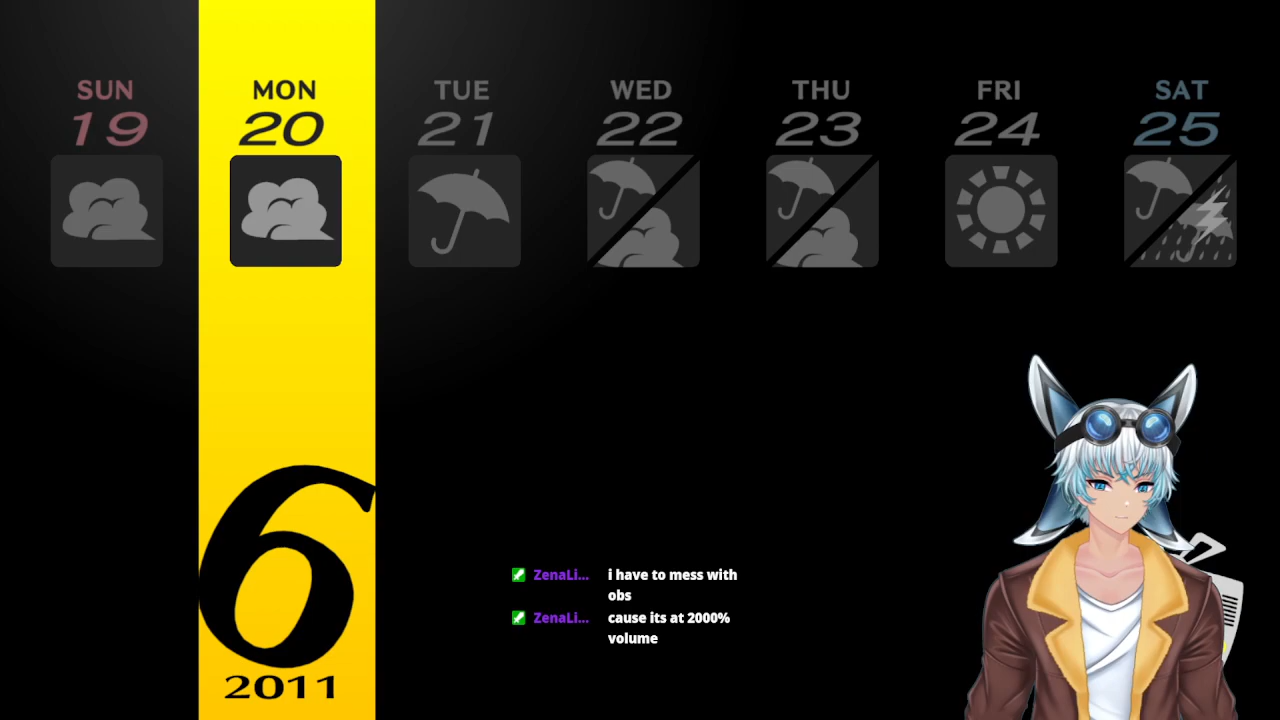 SUN MON TUE WED THU FRI SAT
19 20 21 22 23 24 25
6
2011
ZenaLi... i have to mess with
obs
ZenaLi... cause its at 2000%
volume